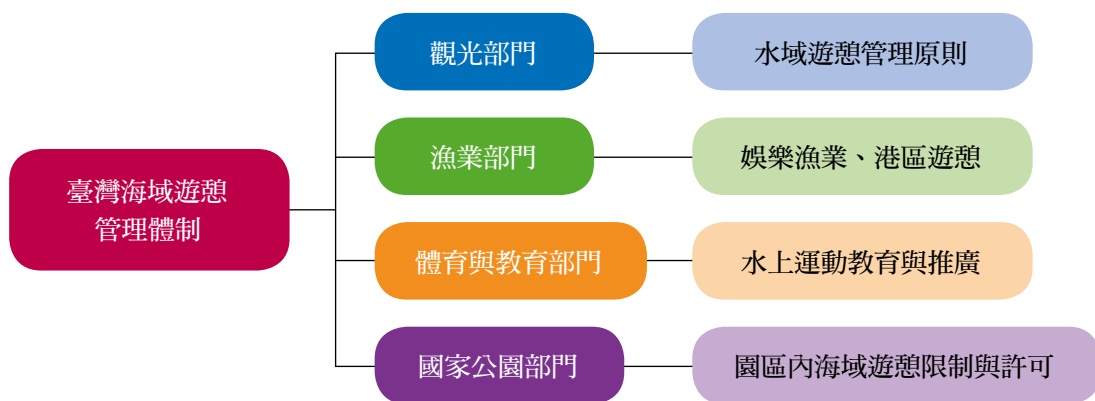 臺灣海域遊憩
管理體制
觀光部門
水域遊憩管理原則
漁業部門
娛樂漁業、港區遊憩
體育與教育部門
水上運動教育與推廣
國家公園部門
園區內海域遊憩限制與許可